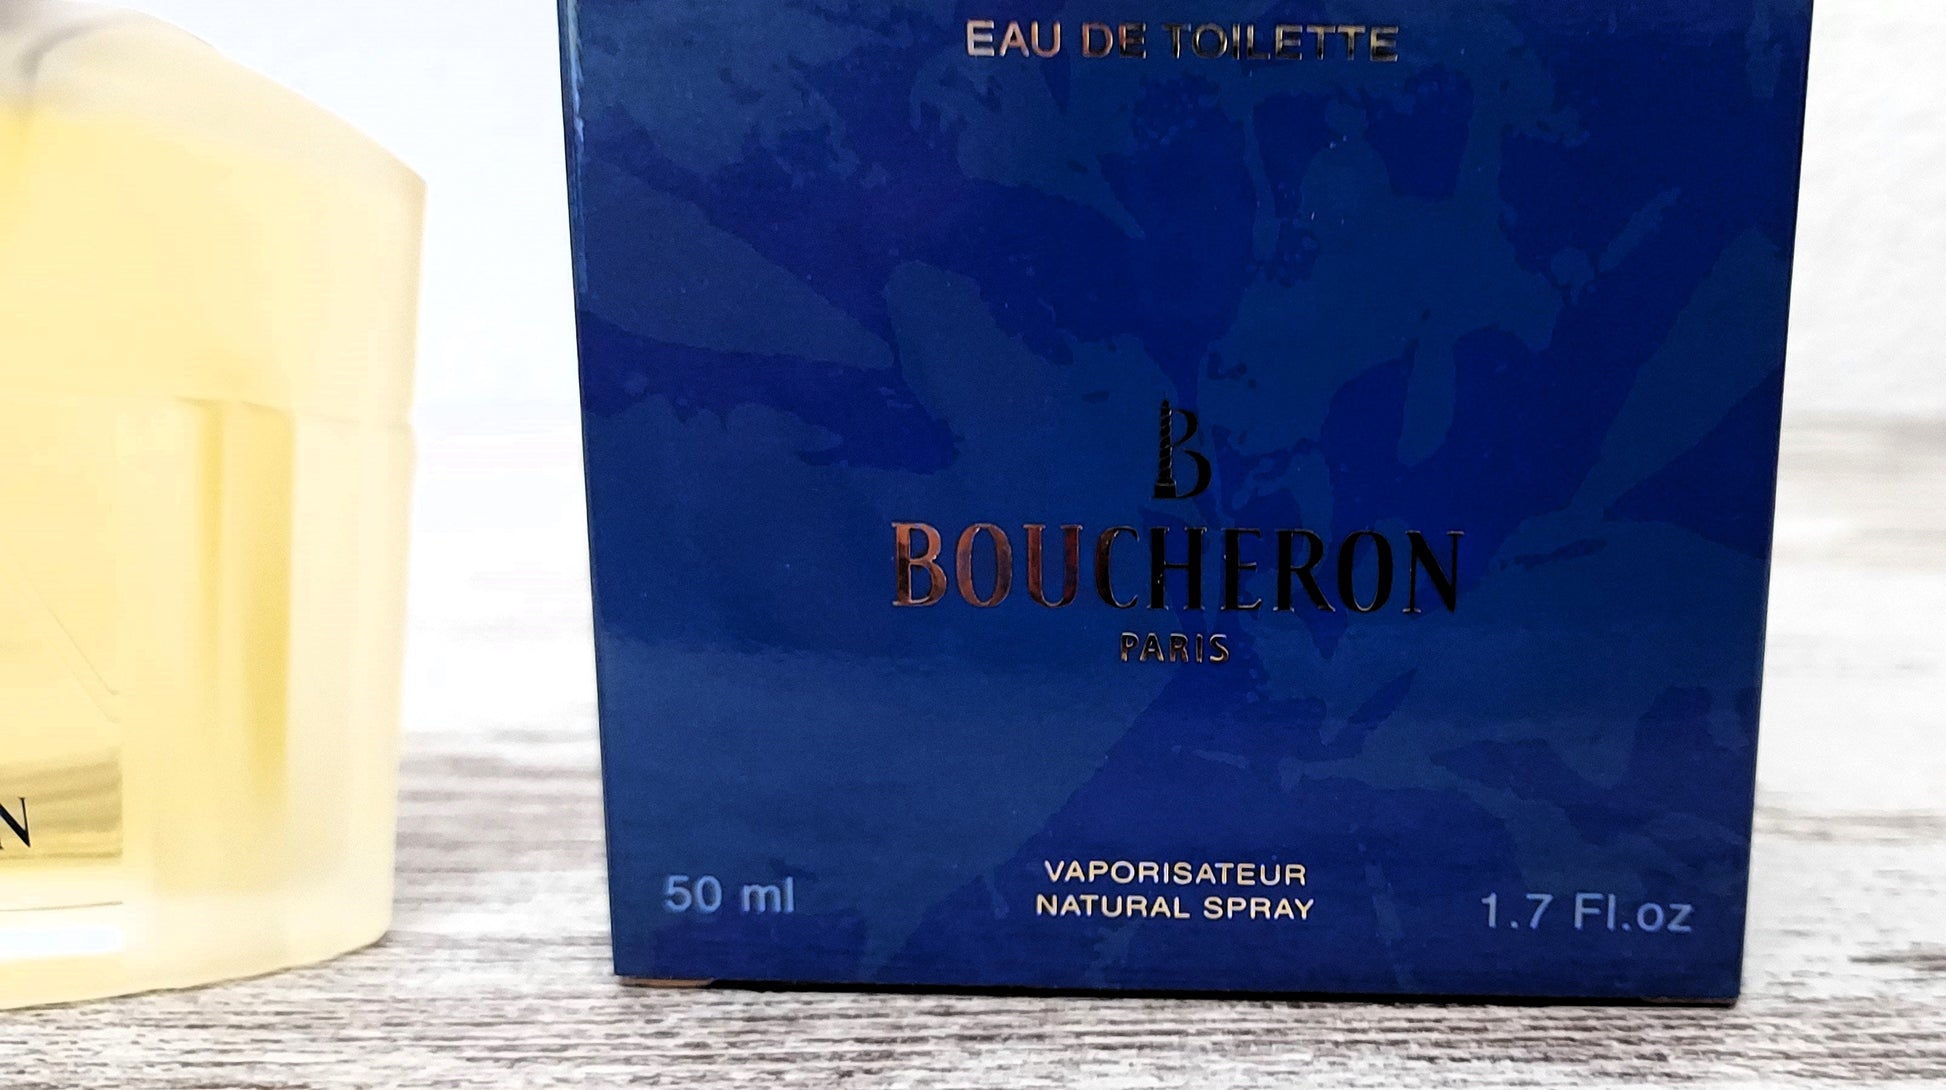 EAU DE TOILETTE
B
BOUCHERON
PARIS
50 ml
VAPORISATEUR
NATURAL SPRAY
1.7 Fl.oz
N